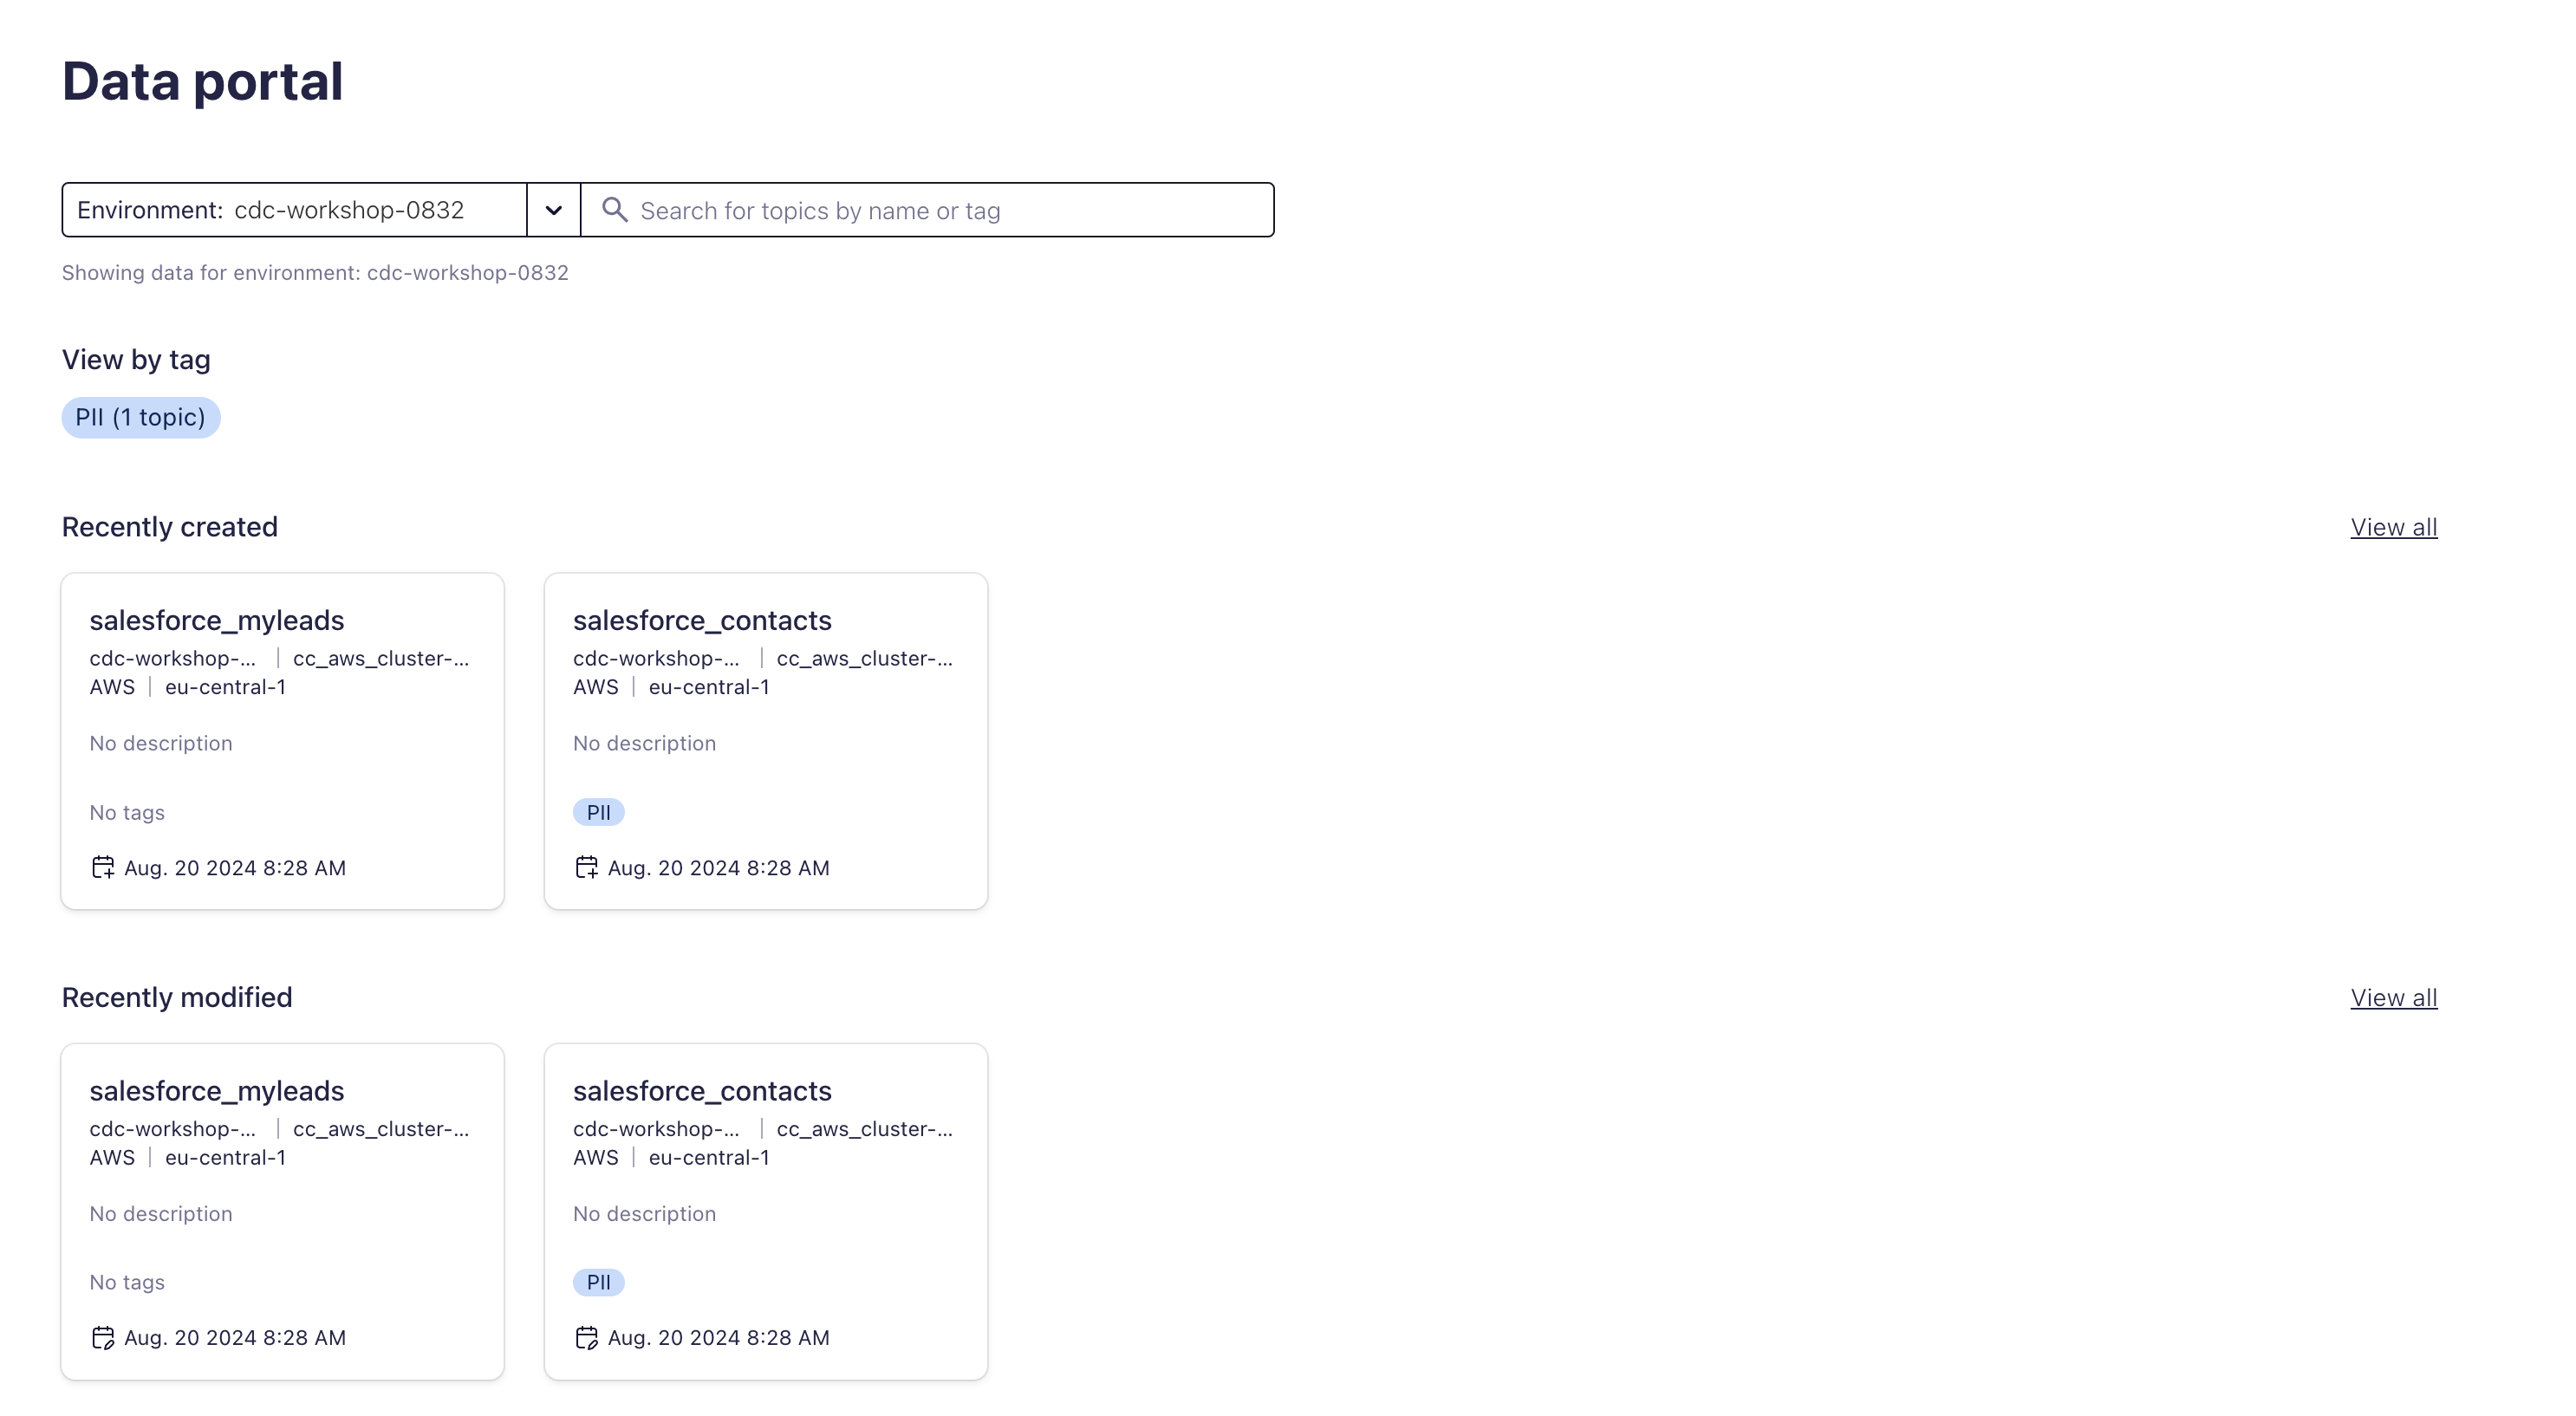 Data portal
Environment: cdc-workshop-0832
Search for topics by name or tag
Showing data for environment: cdc-workshop-0832
View by tag
PII (1 topic)
Recently created
View all
salesforce_myleads
cdc-workshop-... | cc_aws_cluster-...
AWS | eu-central-1
No description
No tags
Aug. 20 2024 8:28 AM
salesforce_contacts
cdc-workshop-... | cc_aws_cluster-...
AWS | eu-central-1
No description
PII
Aug. 20 2024 8:28 AM
Recently modified
View all
salesforce_myleads
cdc-workshop-... | cc_aws_cluster-...
AWS | eu-central-1
No description
No tags
Aug. 20 2024 8:28 AM
salesforce_contacts
cdc-workshop-... | cc_aws_cluster-...
AWS | eu-central-1
No description
PII
Aug. 20 2024 8:28 AM